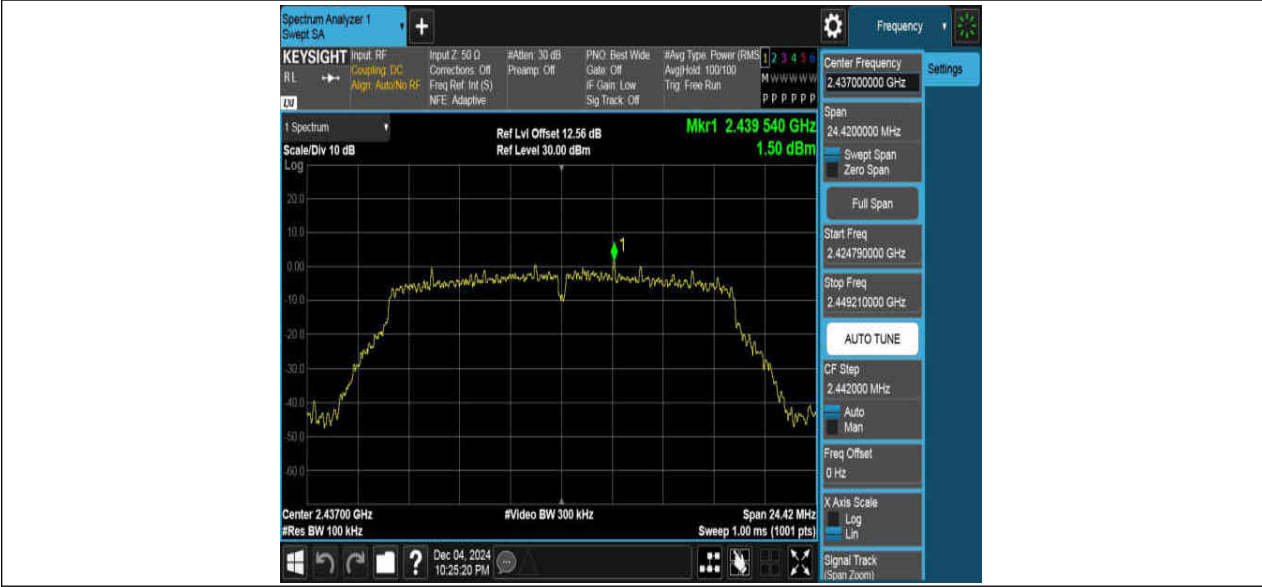 Spectrum Analyzer 1
Swept SA
+
Frequency
KEYSIGHT
RL
LXI
Input: RF
Coupling: DC
Align: Auto/No RF
Input Z: 50 Ω
Corrections: Off
Freq Ref: Int (S)
NFE: Adaptive
#Atten: 30 dB
Preamp: Off
PNO: Best Wide
Gate: Off
IF Gain: Low
Sig Track: Off
#Avg Type: Power (RMS
Avg|Hold: 100/100
Trig: Free Run
1 2 3 4 5 6
M W W W W W
P P P P P P
1 Spectrum
Scale/Div 10 dB
Log
Ref Lvl Offset 12.56 dB
Ref Level 30.00 dBm
Mkr1 2.439 540 GHz
1.50 dBm
20.0
10.0
0.00
-10.0
-20.0
-30.0
-40.0
-50.0
-60.0
1
Center 2.43700 GHz
#Res BW 100 kHz
#Video BW 300 kHz
Span 24.42 MHz
Sweep 1.00 ms (1001 pts)
?
Dec 04, 2024
10:25:20 PM
Center Frequency
2.437000000 GHz
Settings
Span
24.4200000 MHz
Swept Span
Zero Span
Full Span
Start Freq
2.424790000 GHz
Stop Freq
2.449210000 GHz
AUTO TUNE
CF Step
2.442000 MHz
Auto
Man
Freq Offset
0 Hz
X Axis Scale
Log
Lin
Signal Track
(Span Zoom)